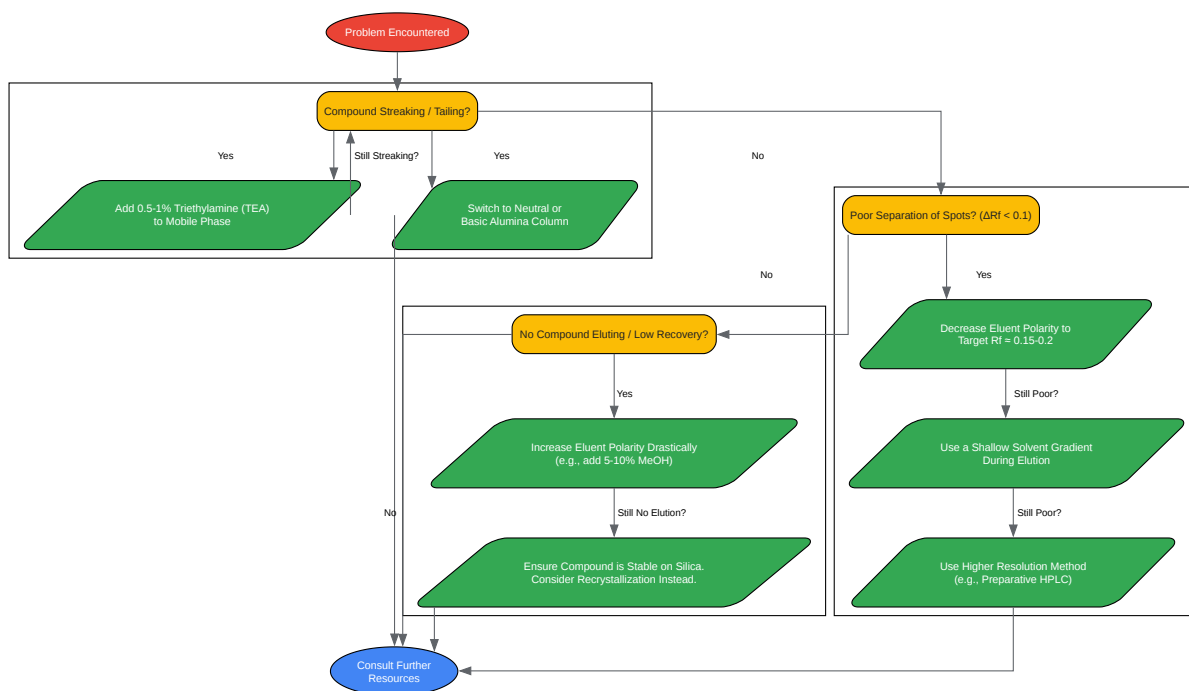 Problem Encountered
Compound Streaking / Tailing?
Yes
Still Streaking?
Yes
No
Add 0.5-1% Triethylamine (TEA)
to Mobile Phase
Switch to Neutral or
Basic Alumina Column
Poor Separation of Spots? (ΔRf < 0.1)
No
Yes
No Compound Eluting / Low Recovery?
Decrease Eluent Polarity to
Target Rf ≈ 0.15-0.2
Yes
Still Poor?
Increase Eluent Polarity Drastically
(e.g., add 5-10% MeOH)
Use a Shallow Solvent Gradient
During Elution
No
Still No Elution?
Still Poor?
Ensure Compound is Stable on Silica.
Consider Recrystallization Instead.
Use Higher Resolution Method
(e.g., Preparative HPLC)
Consult Further
Resources